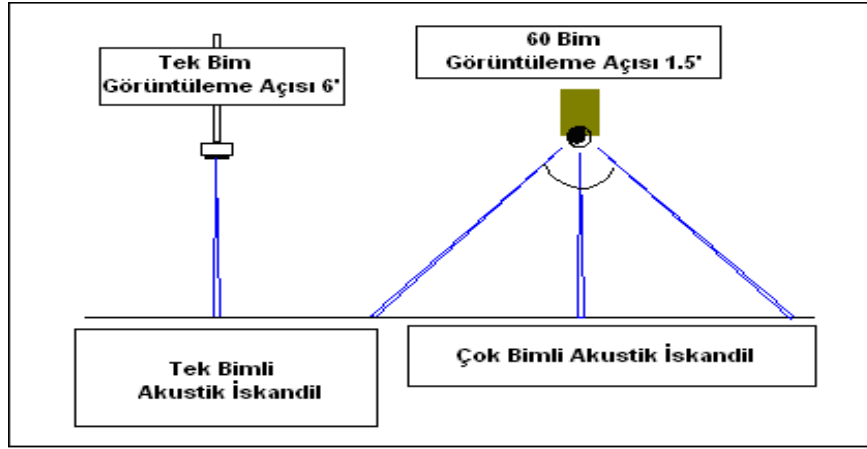 Tek Bim
Görüntüleme Açısı 6'
60 Bim
Görüntüleme Açısı 1.5'
Tek Bimli
Akustik İskandil
Çok Bimli Akustik İskandil